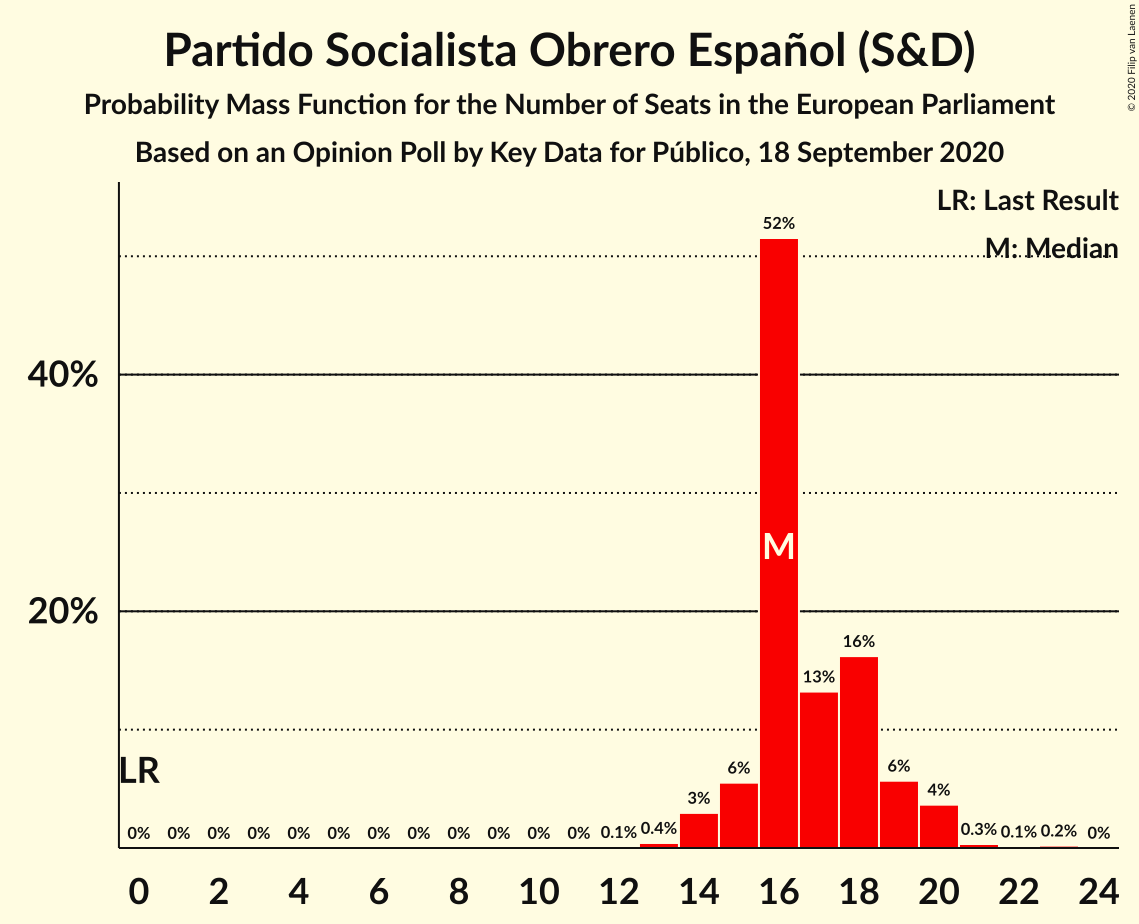 Partido Socialista Obrero Español (S&D)
Probability Mass Function for the Number of Seats in the European Parliament
Based on an Opinion Poll by Key Data for Público, 18 September 2020
© 2020 Filip van Laenen
LR: Last Result
M: Median
52%
40%
M
20%
16%
13%
LR
6% 6%
3% 4%
0% 0% 0% 0% 0% 0% 0% 0% 0% 0% 0% 0% 0.1% 0.4% 0.3% 0.1% 0.2% 0%
0 2 4 6 8 10 12 14 16 18 20 22 24